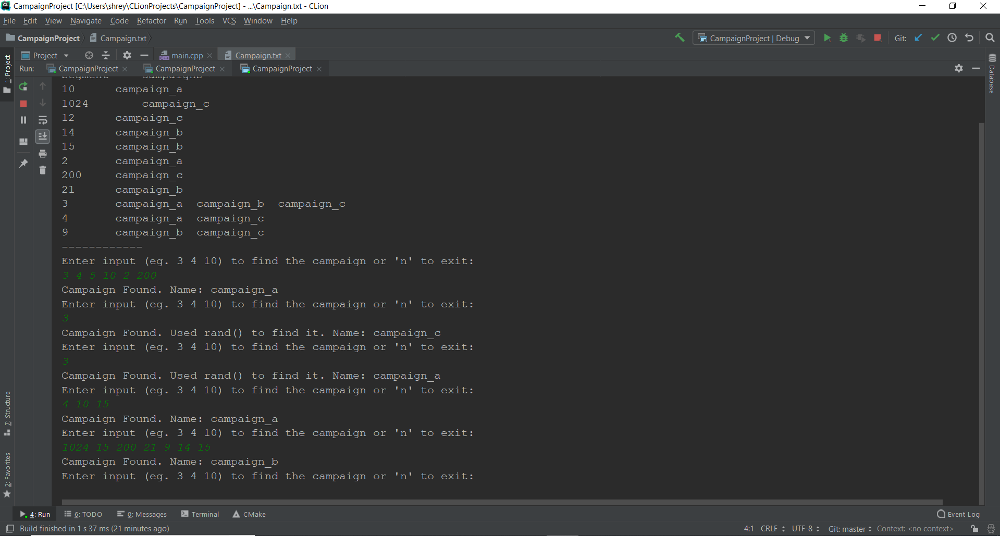 CampaignProject [C:\Users\shrey\CLionProjects\CampaignProject] - ...\Campaign.txt - CLion
File Edit View Navigate Code Refactor Run Tools VCS Window Help
CampaignProject Campaign.txt CampaignProject | Debug Git:
Project main.cpp Campaign.txt
Run: CampaignProject CampaignProject CampaignProject
1: Project
Database
Segment Campaigns
10 campaign_a
1024 campaign_c
12 campaign_c
14 campaign_b
15 campaign_b
2 campaign_a
200 campaign_c
21 campaign_b
3 campaign_a campaign_b campaign_c
4 campaign_a campaign_c
9 campaign_b campaign_c
------------
Enter input (eg. 3 4 10) to find the campaign or 'n' to exit:
3 4 5 10 2 200
Campaign Found. Name: campaign_a
Enter input (eg. 3 4 10) to find the campaign or 'n' to exit:
3
Campaign Found. Used rand() to find it. Name: campaign_c
Enter input (eg. 3 4 10) to find the campaign or 'n' to exit:
3
Campaign Found. Used rand() to find it. Name: campaign_a
Enter input (eg. 3 4 10) to find the campaign or 'n' to exit:
4 10 15
Campaign Found. Name: campaign_a
Enter input (eg. 3 4 10) to find the campaign or 'n' to exit:
1024 15 200 21 9 14 15
Campaign Found. Name: campaign_b
Enter input (eg. 3 4 10) to find the campaign or 'n' to exit:
7: Structure
2: Favorites
4: Run 6: TODO 0: Messages Terminal CMake Event Log
Build finished in 1 s 37 ms (21 minutes ago) 4:1 CRLF UTF-8 Git: master Context: <no context>